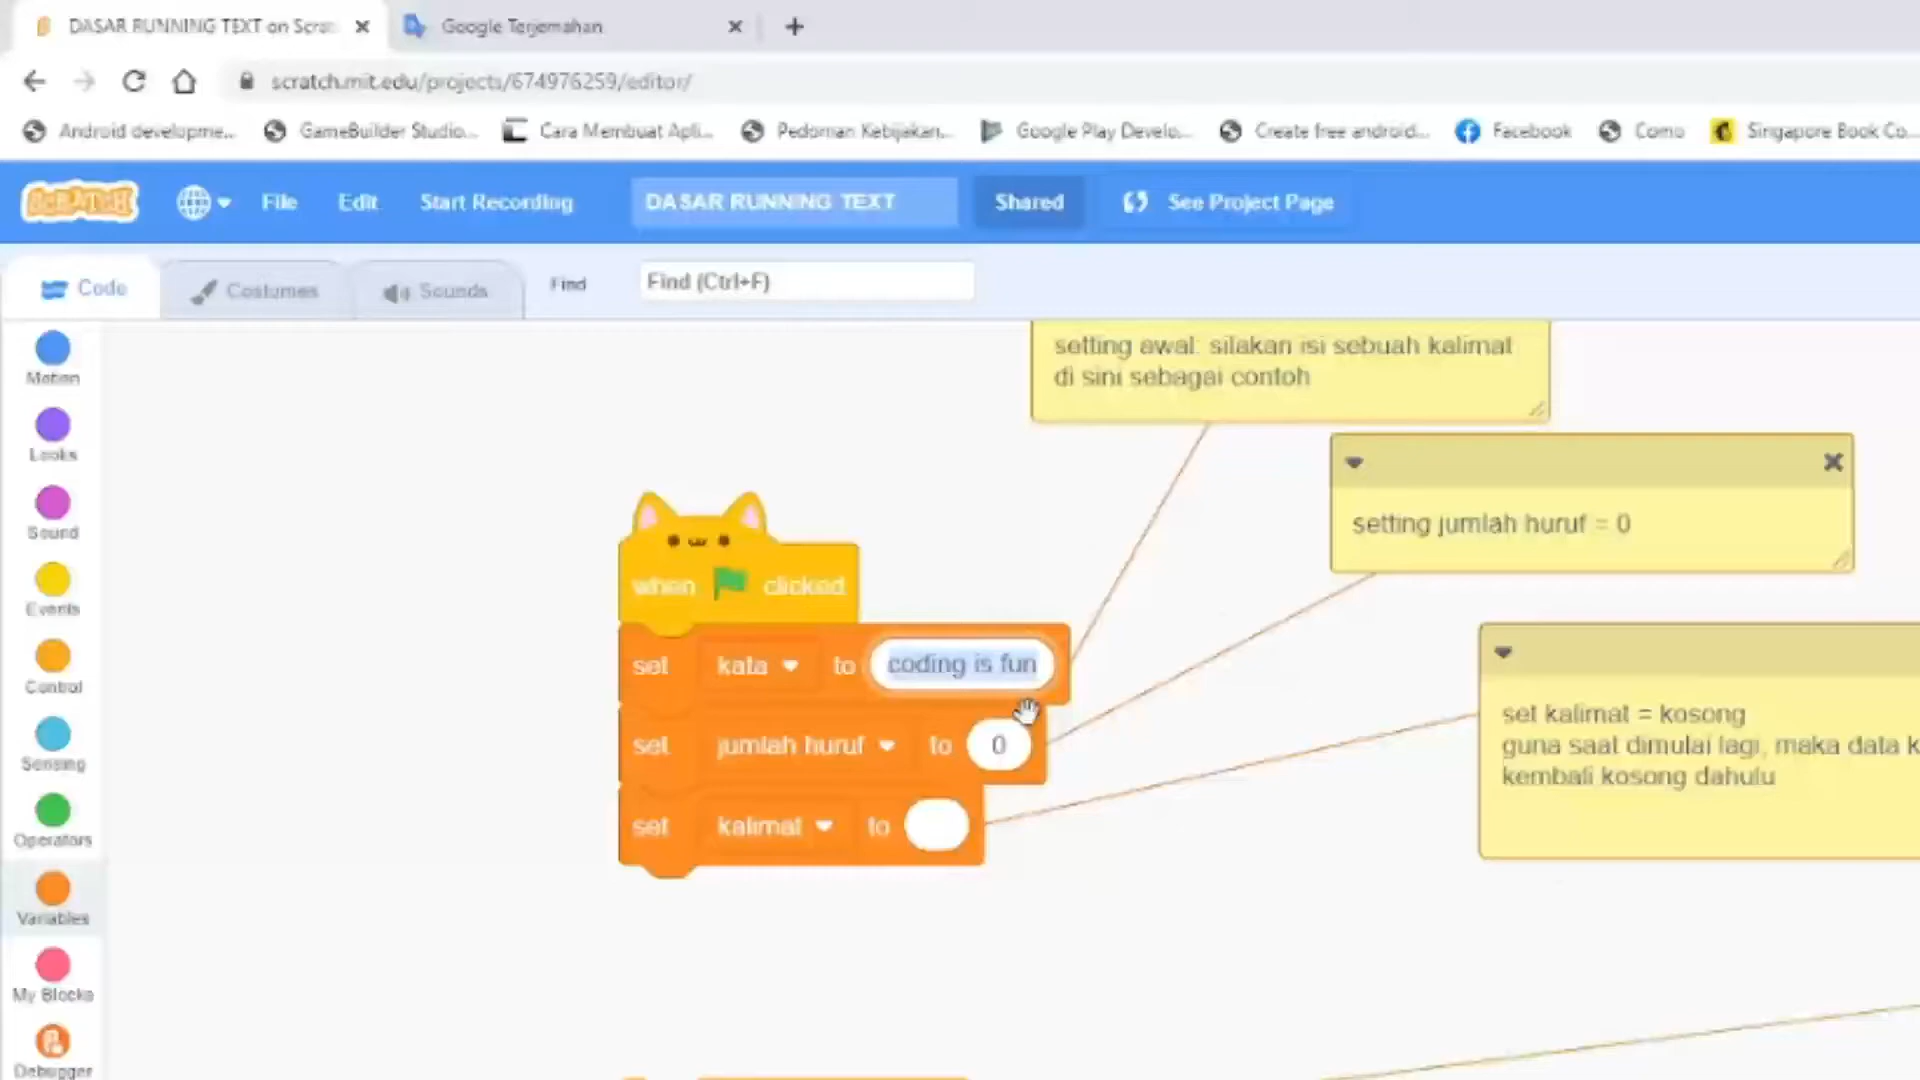 DASAR RUNNING TEXT on Scrat
Google Terjemahan
scratch.mit.edu/projects/674976259/editor/
Android developme...
GameBuilder Studio...
Cara Membuat Apli...
Pedoman Kebijakan...
Google Play Develo...
Create free android...
Facebook
Como
Singapore Book Co...
SCRATCH
File
Edit
Start Recording
DASAR RUNNING TEXT
Shared
See Project Page
Code
Costumes
Sounds
Find
Find (Ctrl+F)
Motion
Looks
Sound
Events
Control
Sensing
Operators
Variables
My Blocks
Debugger
setting awal: silakan isi sebuah kalimat
di sini sebagai contoh
setting jumlah huruf = 0
when clicked
set kata to coding is fun
set jumlah huruf to 0
set kalimat to
set kalimat = kosong
guna saat dimulai lagi, maka data k
kembali kosong dahulu